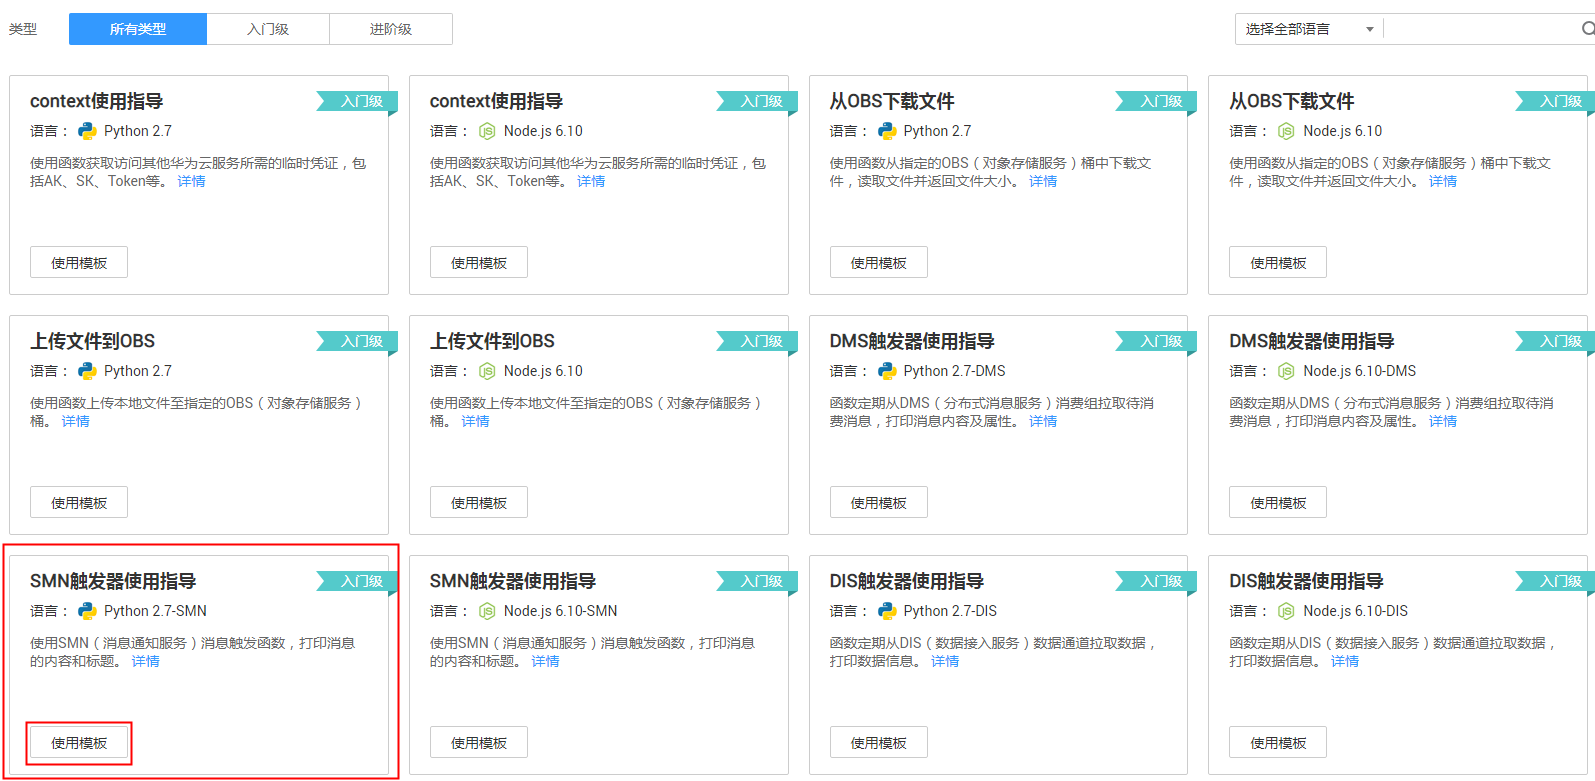 类型 所有类型 入门级 进阶级 选择全部语言
context使用指导 入门级
语言： Python 2.7
使用函数获取访问其他华为云服务所需的临时凭证，包
括AK、SK、Token等。 详情
使用模板
context使用指导 入门级
语言： Node.js 6.10
使用函数获取访问其他华为云服务所需的临时凭证，包
括AK、SK、Token等。 详情
使用模板
从OBS下载文件 入门级
语言： Python 2.7
使用函数从指定的OBS（对象存储服务）桶中下载文
件，读取文件并返回文件大小。 详情
使用模板
从OBS下载文件 入门级
语言： Node.js 6.10
使用函数从指定的OBS（对象存储服务）桶中下载文
件，读取文件并返回文件大小。 详情
使用模板
上传文件到OBS 入门级
语言： Python 2.7
使用函数上传本地文件至指定的OBS（对象存储服务）
桶。 详情
使用模板
上传文件到OBS 入门级
语言： Node.js 6.10
使用函数上传本地文件至指定的OBS（对象存储服务）
桶。 详情
使用模板
DMS触发器使用指导 入门级
语言： Python 2.7-DMS
函数定期从DMS（分布式消息服务）消费组拉取待消
费消息，打印消息内容及属性。 详情
使用模板
DMS触发器使用指导 入门级
语言： Node.js 6.10-DMS
函数定期从DMS（分布式消息服务）消费组拉取待消
费消息，打印消息内容及属性。 详情
使用模板
SMN触发器使用指导 入门级
语言： Python 2.7-SMN
使用SMN（消息通知服务）消息触发函数，打印消息
的内容和标题。 详情
使用模板
SMN触发器使用指导 入门级
语言： Node.js 6.10-SMN
使用SMN（消息通知服务）消息触发函数，打印消息
的内容和标题。 详情
使用模板
DIS触发器使用指导 入门级
语言： Python 2.7-DIS
函数定期从DIS（数据接入服务）数据通道拉取数据，
打印数据信息。 详情
使用模板
DIS触发器使用指导 入门级
语言： Node.js 6.10-DIS
函数定期从DIS（数据接入服务）数据通道拉取数据，
打印数据信息。 详情
使用模板